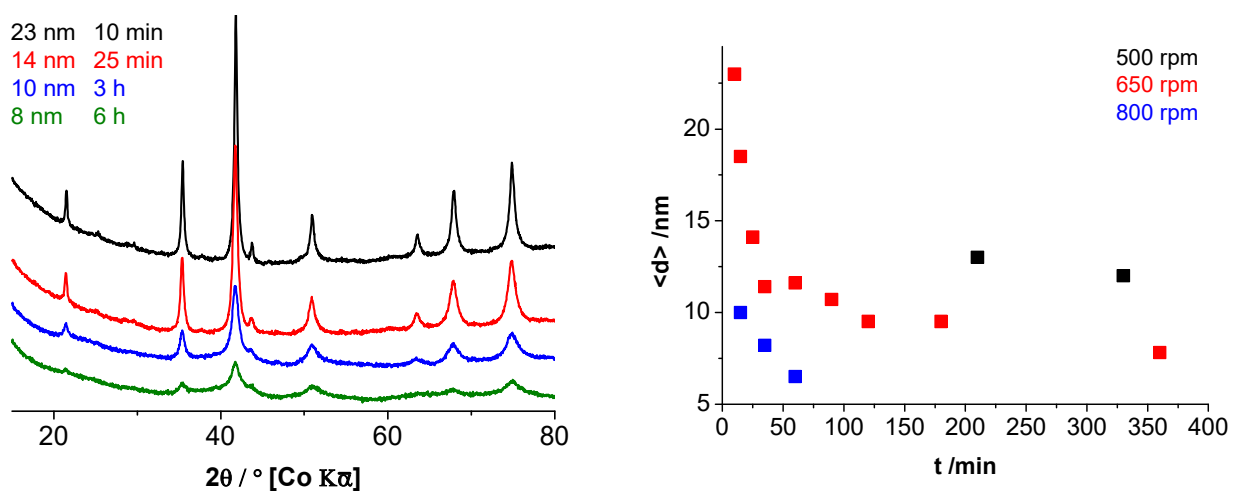 23 nm 10 min
14 nm 25 min
10 nm 3 h
8 nm 6 h
20 40 60 80
2θ / ° [Co Kα]
500 rpm
650 rpm
800 rpm
<d> /nm
20
15
10
5
0 50 100 150 200 250 300 350 400
t /min